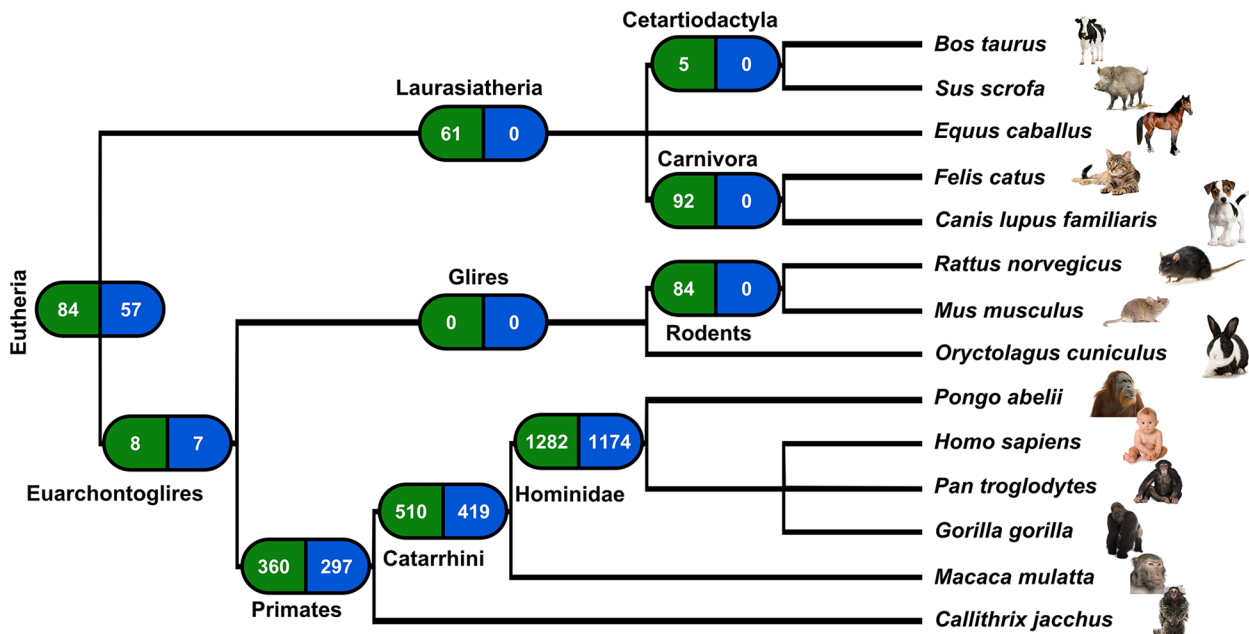 Cetartiodactyla
5 0
Bos taurus
Sus scrofa
Laurasiatheria
61 0
Equus caballus
Carnivora
92 0
Felis catus
Canis lupus familiaris
Eutheria
84 57
Glires
0 0
84 0
Rodents
Rattus norvegicus
Mus musculus
Oryctolagus cuniculus
8 7
Euarchontoglires
Pongo abelii
1282 1174
Hominidae
Homo sapiens
Pan troglodytes
Gorilla gorilla
510 419
Catarrhini
Macaca mulatta
360 297
Primates
Callithrix jacchus